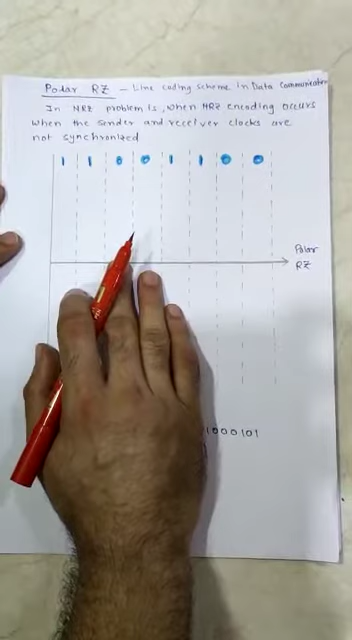 Polar RZ - Line coding scheme in Data Communication
In NRZ problem is, when NRZ encoding occurs
when the sender and receiver clocks are
not synchronized
1 1 0 0 1 1 0 0
Polar
RZ
1000101